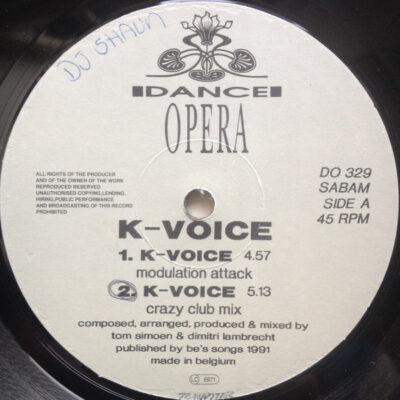 DJ SHAUN
DANCE
OPERA
ALL RIGHTS OF THE PRODUCER
AND OF THE OWNER OF THE WORK
REPRODUCED RESERVED
UNAUTHORISED COPYING,LENDING,
HIRING,PUBLIC PERFORMANCE
AND BROADCASTING OF THIS RECORD
PROHIBITED
DO 329
SABAM
SIDE A
45 RPM
K-VOICE
1. K-VOICE 4.57
modulation attack
2. K-VOICE 5.13
crazy club mix
composed, arranged, produced & mixed by
tom simoen & dimitri lambrecht
published by be's songs 1991
made in belgium